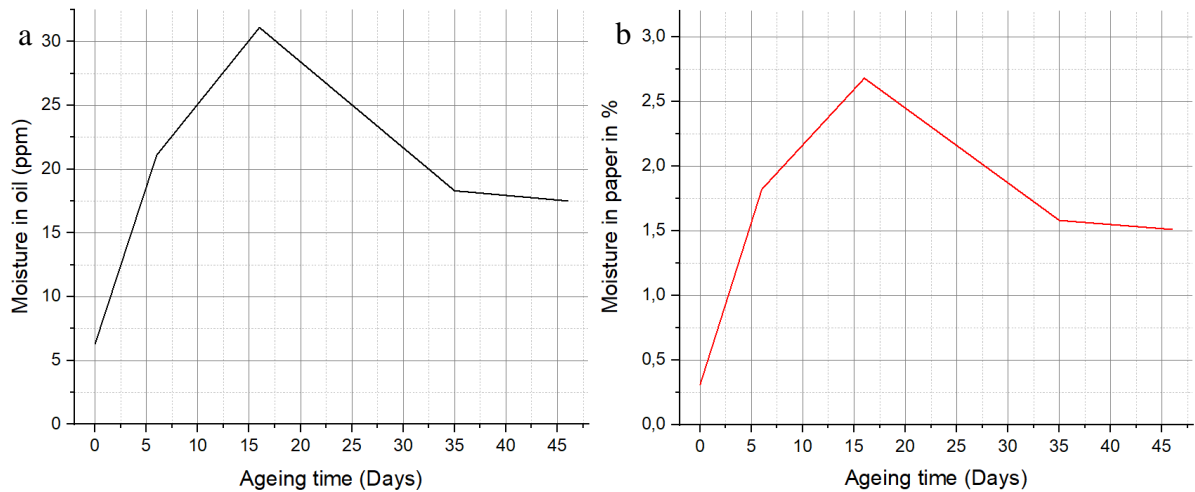 a
Moisture in oil (ppm)
30
25
20
15
10
5
0
0 5 10 15 20 25 30 35 40 45
Ageing time (Days)
b
Moisture in paper in %
3,0
2,5
2,0
1,5
1,0
0,5
0,0
0 5 10 15 20 25 30 35 40 45
Ageing time (Days)